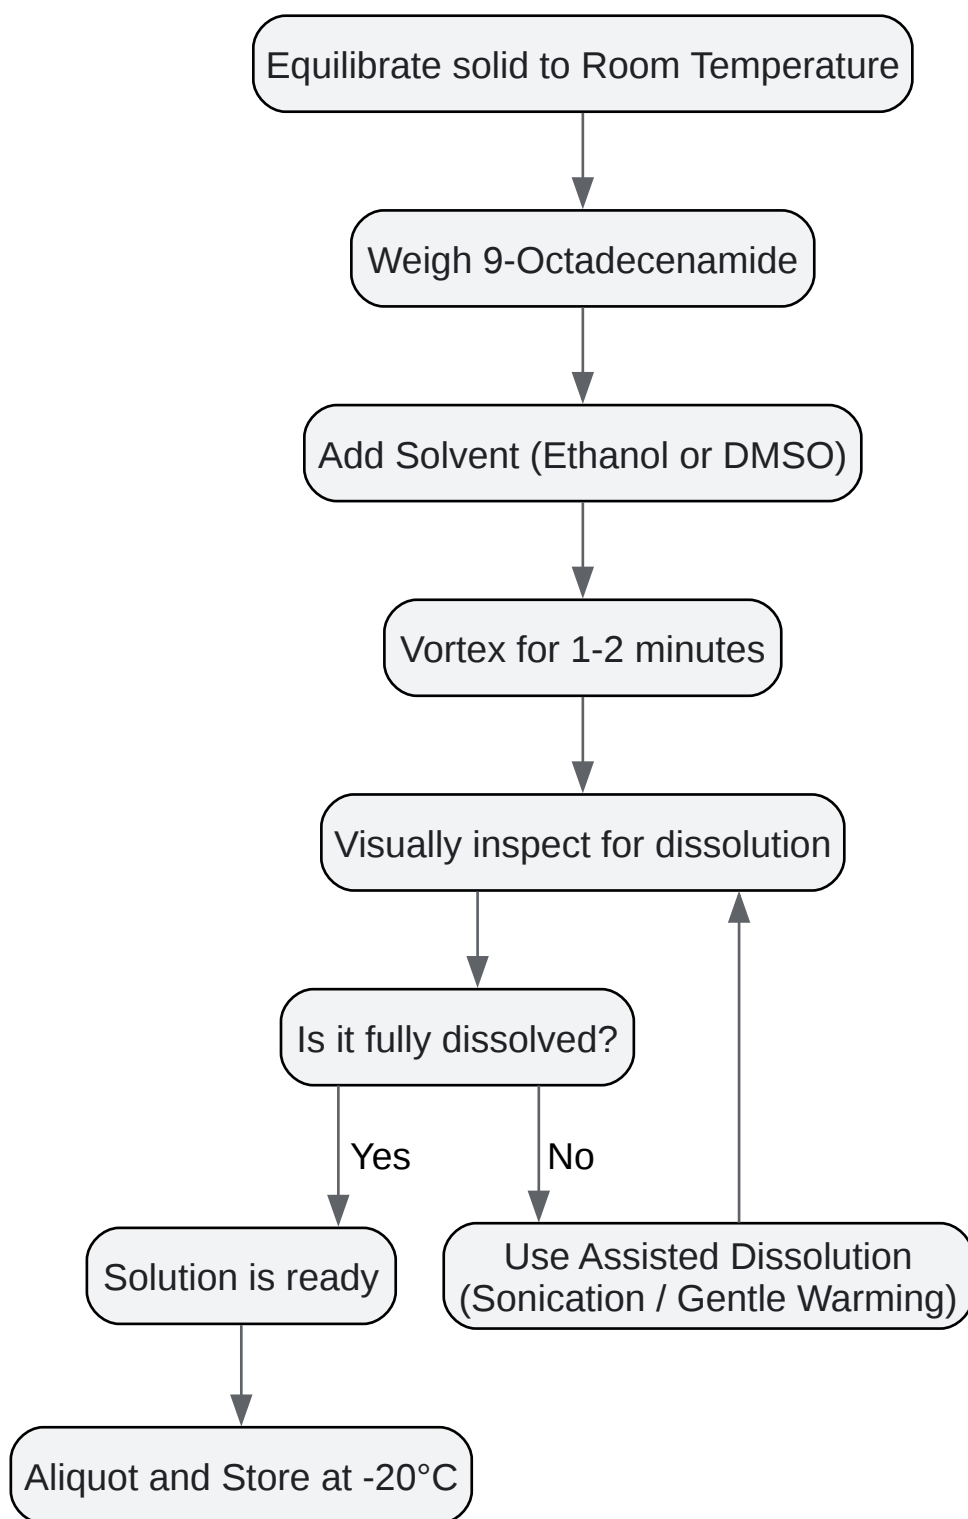 Equilibrate solid to Room Temperature
Weigh 9-Octadecenamide
Add Solvent (Ethanol or DMSO)
Vortex for 1-2 minutes
Visually inspect for dissolution
Is it fully dissolved?
Yes
No
Solution is ready
Use Assisted Dissolution
(Sonication / Gentle Warming)
Aliquot and Store at -20°C